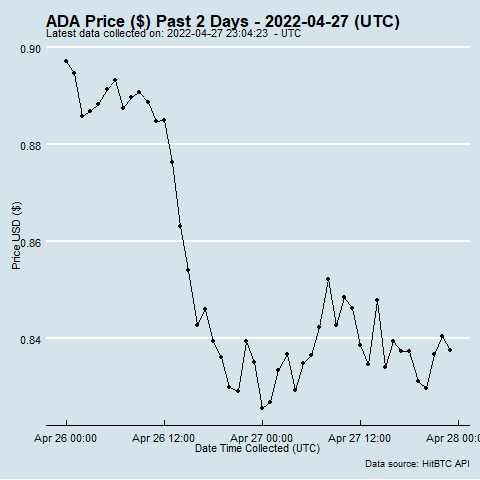 ADA Price ($) Past 2 Days - 2022-04-27 (UTC)
Latest data collected on: 2022-04-27 23:04:23 - UTC
0.90
0.88
0.86
0.84
Price USD ($)
Apr 26 00:00 Apr 26 12:00 Apr 27 00:00 Apr 27 12:00 Apr 28 00:00
Date Time Collected (UTC)
Data source: HitBTC API